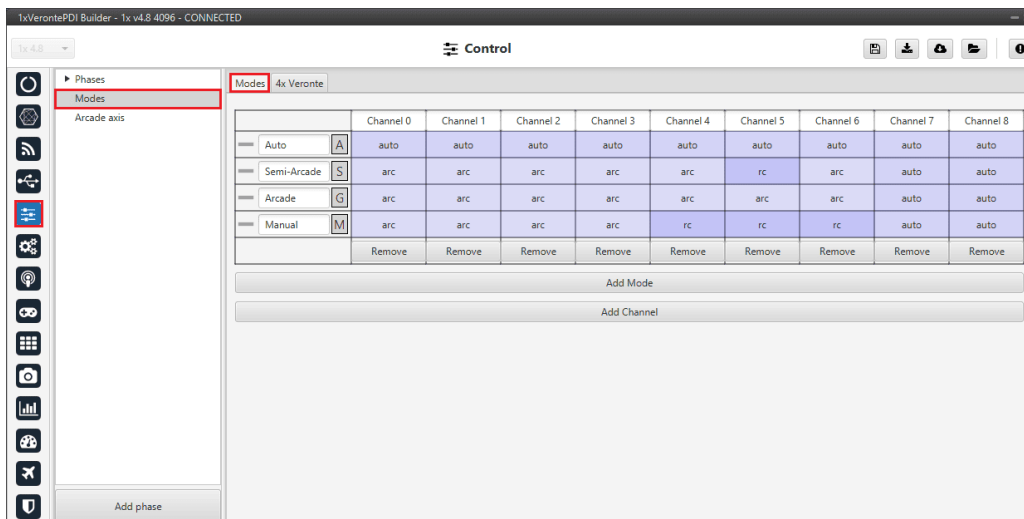 1xVerontePDI Builder - 1x v4.8 4096 - CONNECTED
1x 4.8
Control
Phases
Modes
Arcade axis
Add phase
Modes 4x Veronte
Channel 0 Channel 1 Channel 2 Channel 3 Channel 4 Channel 5 Channel 6 Channel 7 Channel 8
Auto A auto auto auto auto auto auto auto auto auto
Semi-Arcade S arc arc arc arc arc rc arc auto auto
Arcade G arc arc arc arc arc arc arc auto auto
Manual M arc arc arc arc rc rc rc auto auto
Remove Remove Remove Remove Remove Remove Remove Remove Remove
Add Mode
Add Channel